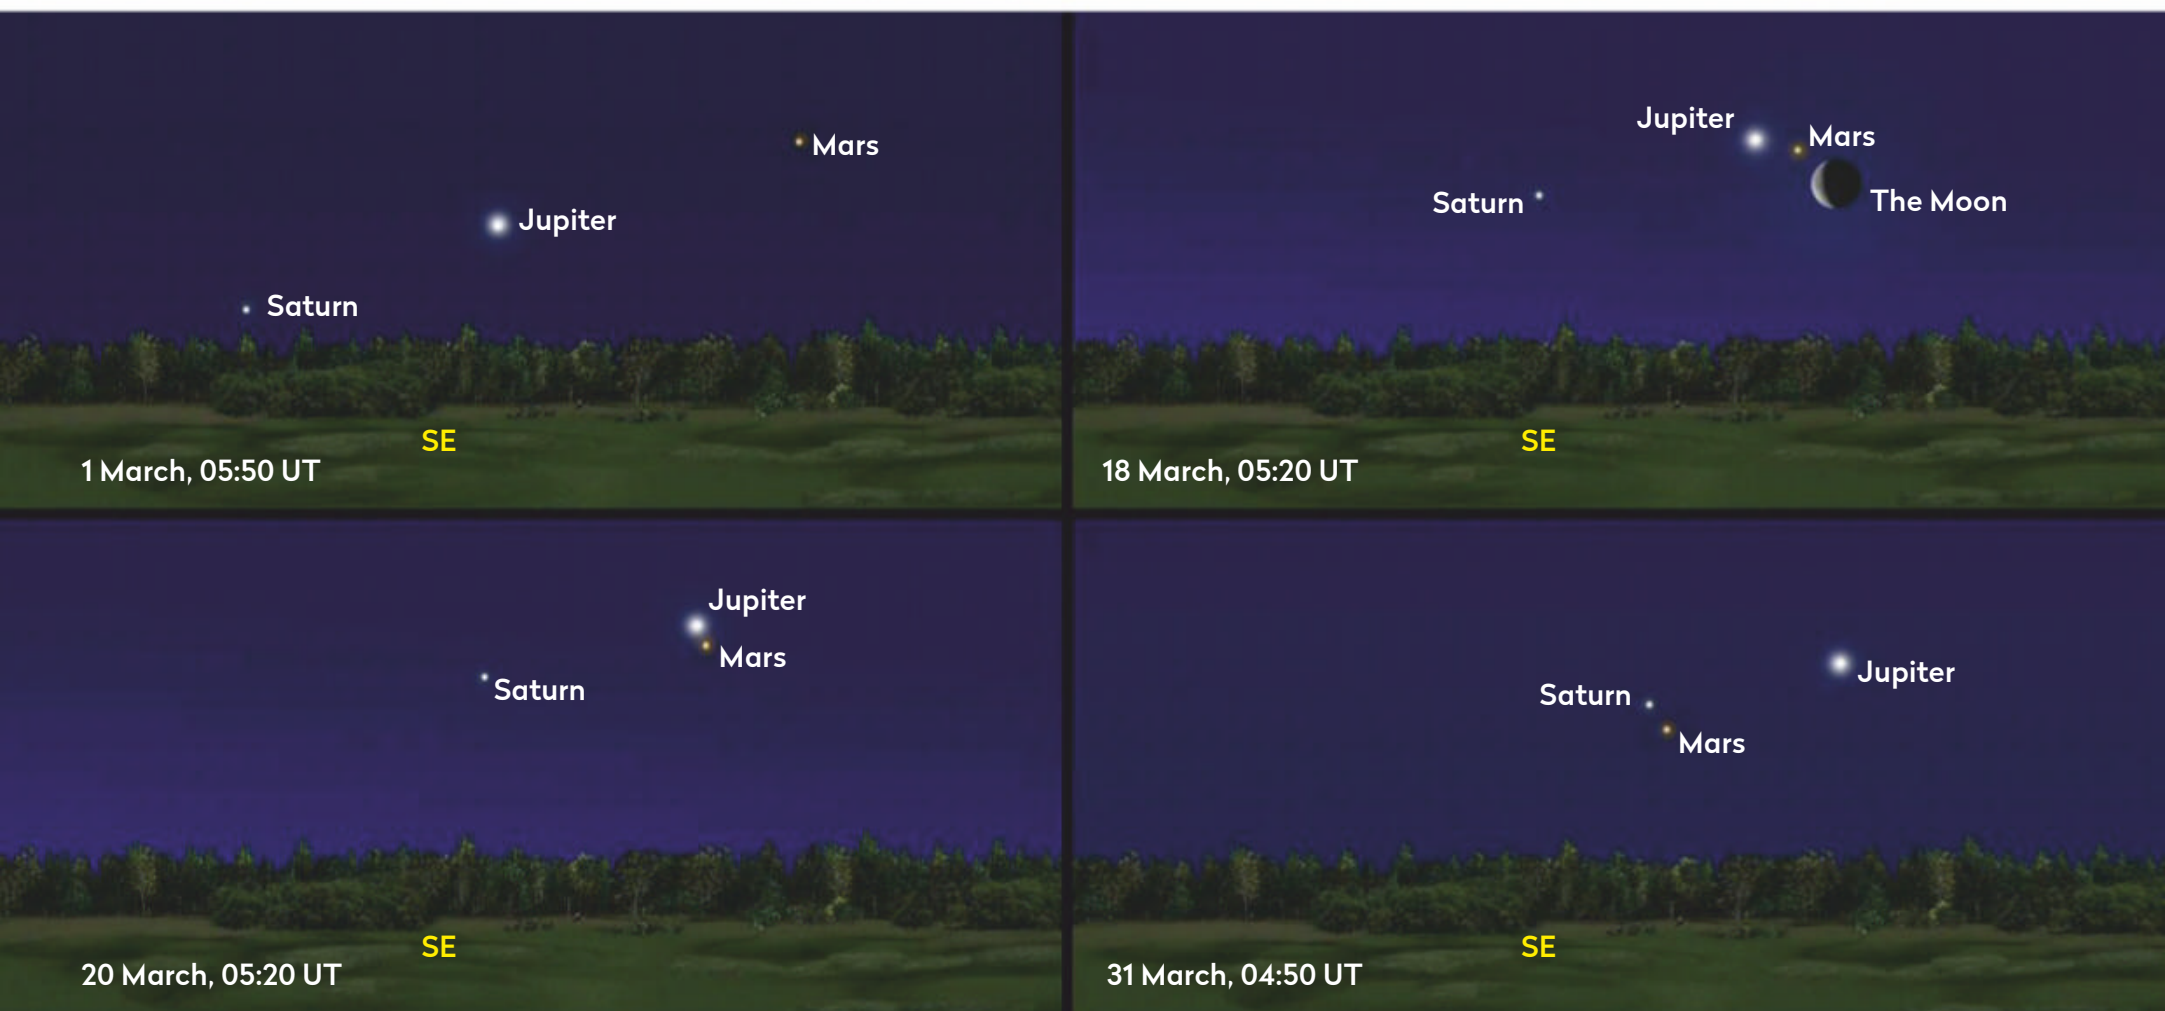 Mars
Jupiter
Saturn
SE
1 March, 05:50 UT
Jupiter
Mars
Saturn
The Moon
SE
18 March, 05:20 UT
Jupiter
Mars
Saturn
SE
20 March, 05:20 UT
Jupiter
Saturn
Mars
SE
31 March, 04:50 UT